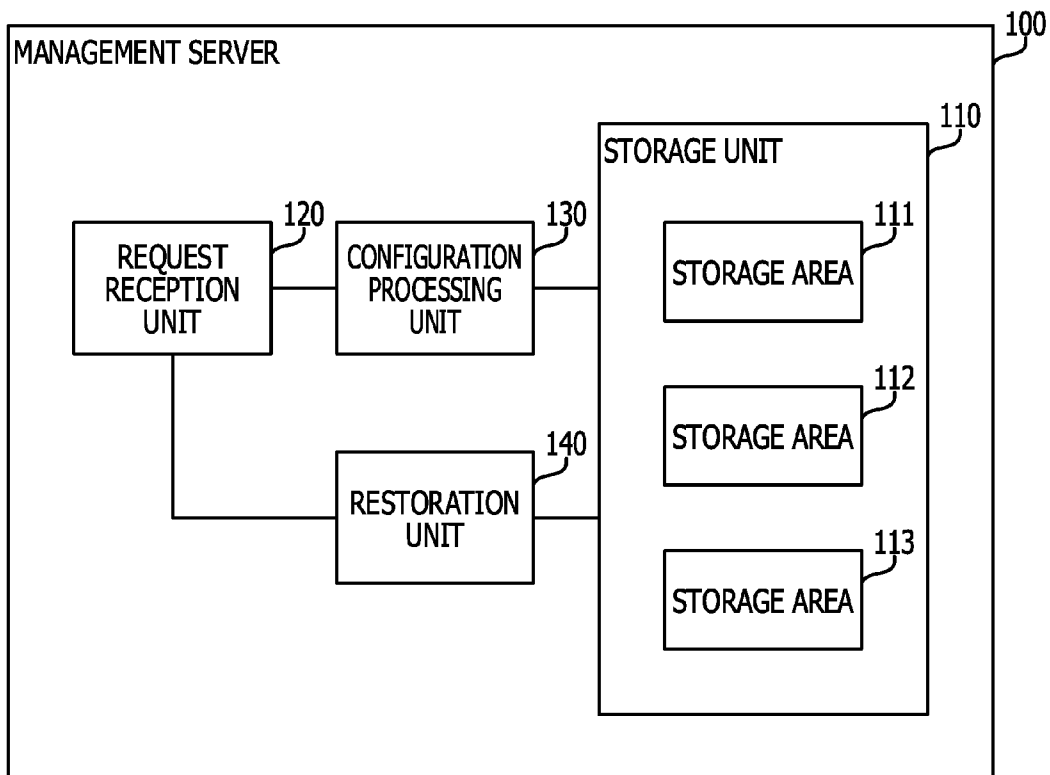 100
MANAGEMENT SERVER
110
STORAGE UNIT
120
REQUEST
RECEPTION
UNIT
130
CONFIGURATION
PROCESSING
UNIT
111
STORAGE AREA
112
STORAGE AREA
140
RESTORATION
UNIT
113
STORAGE AREA